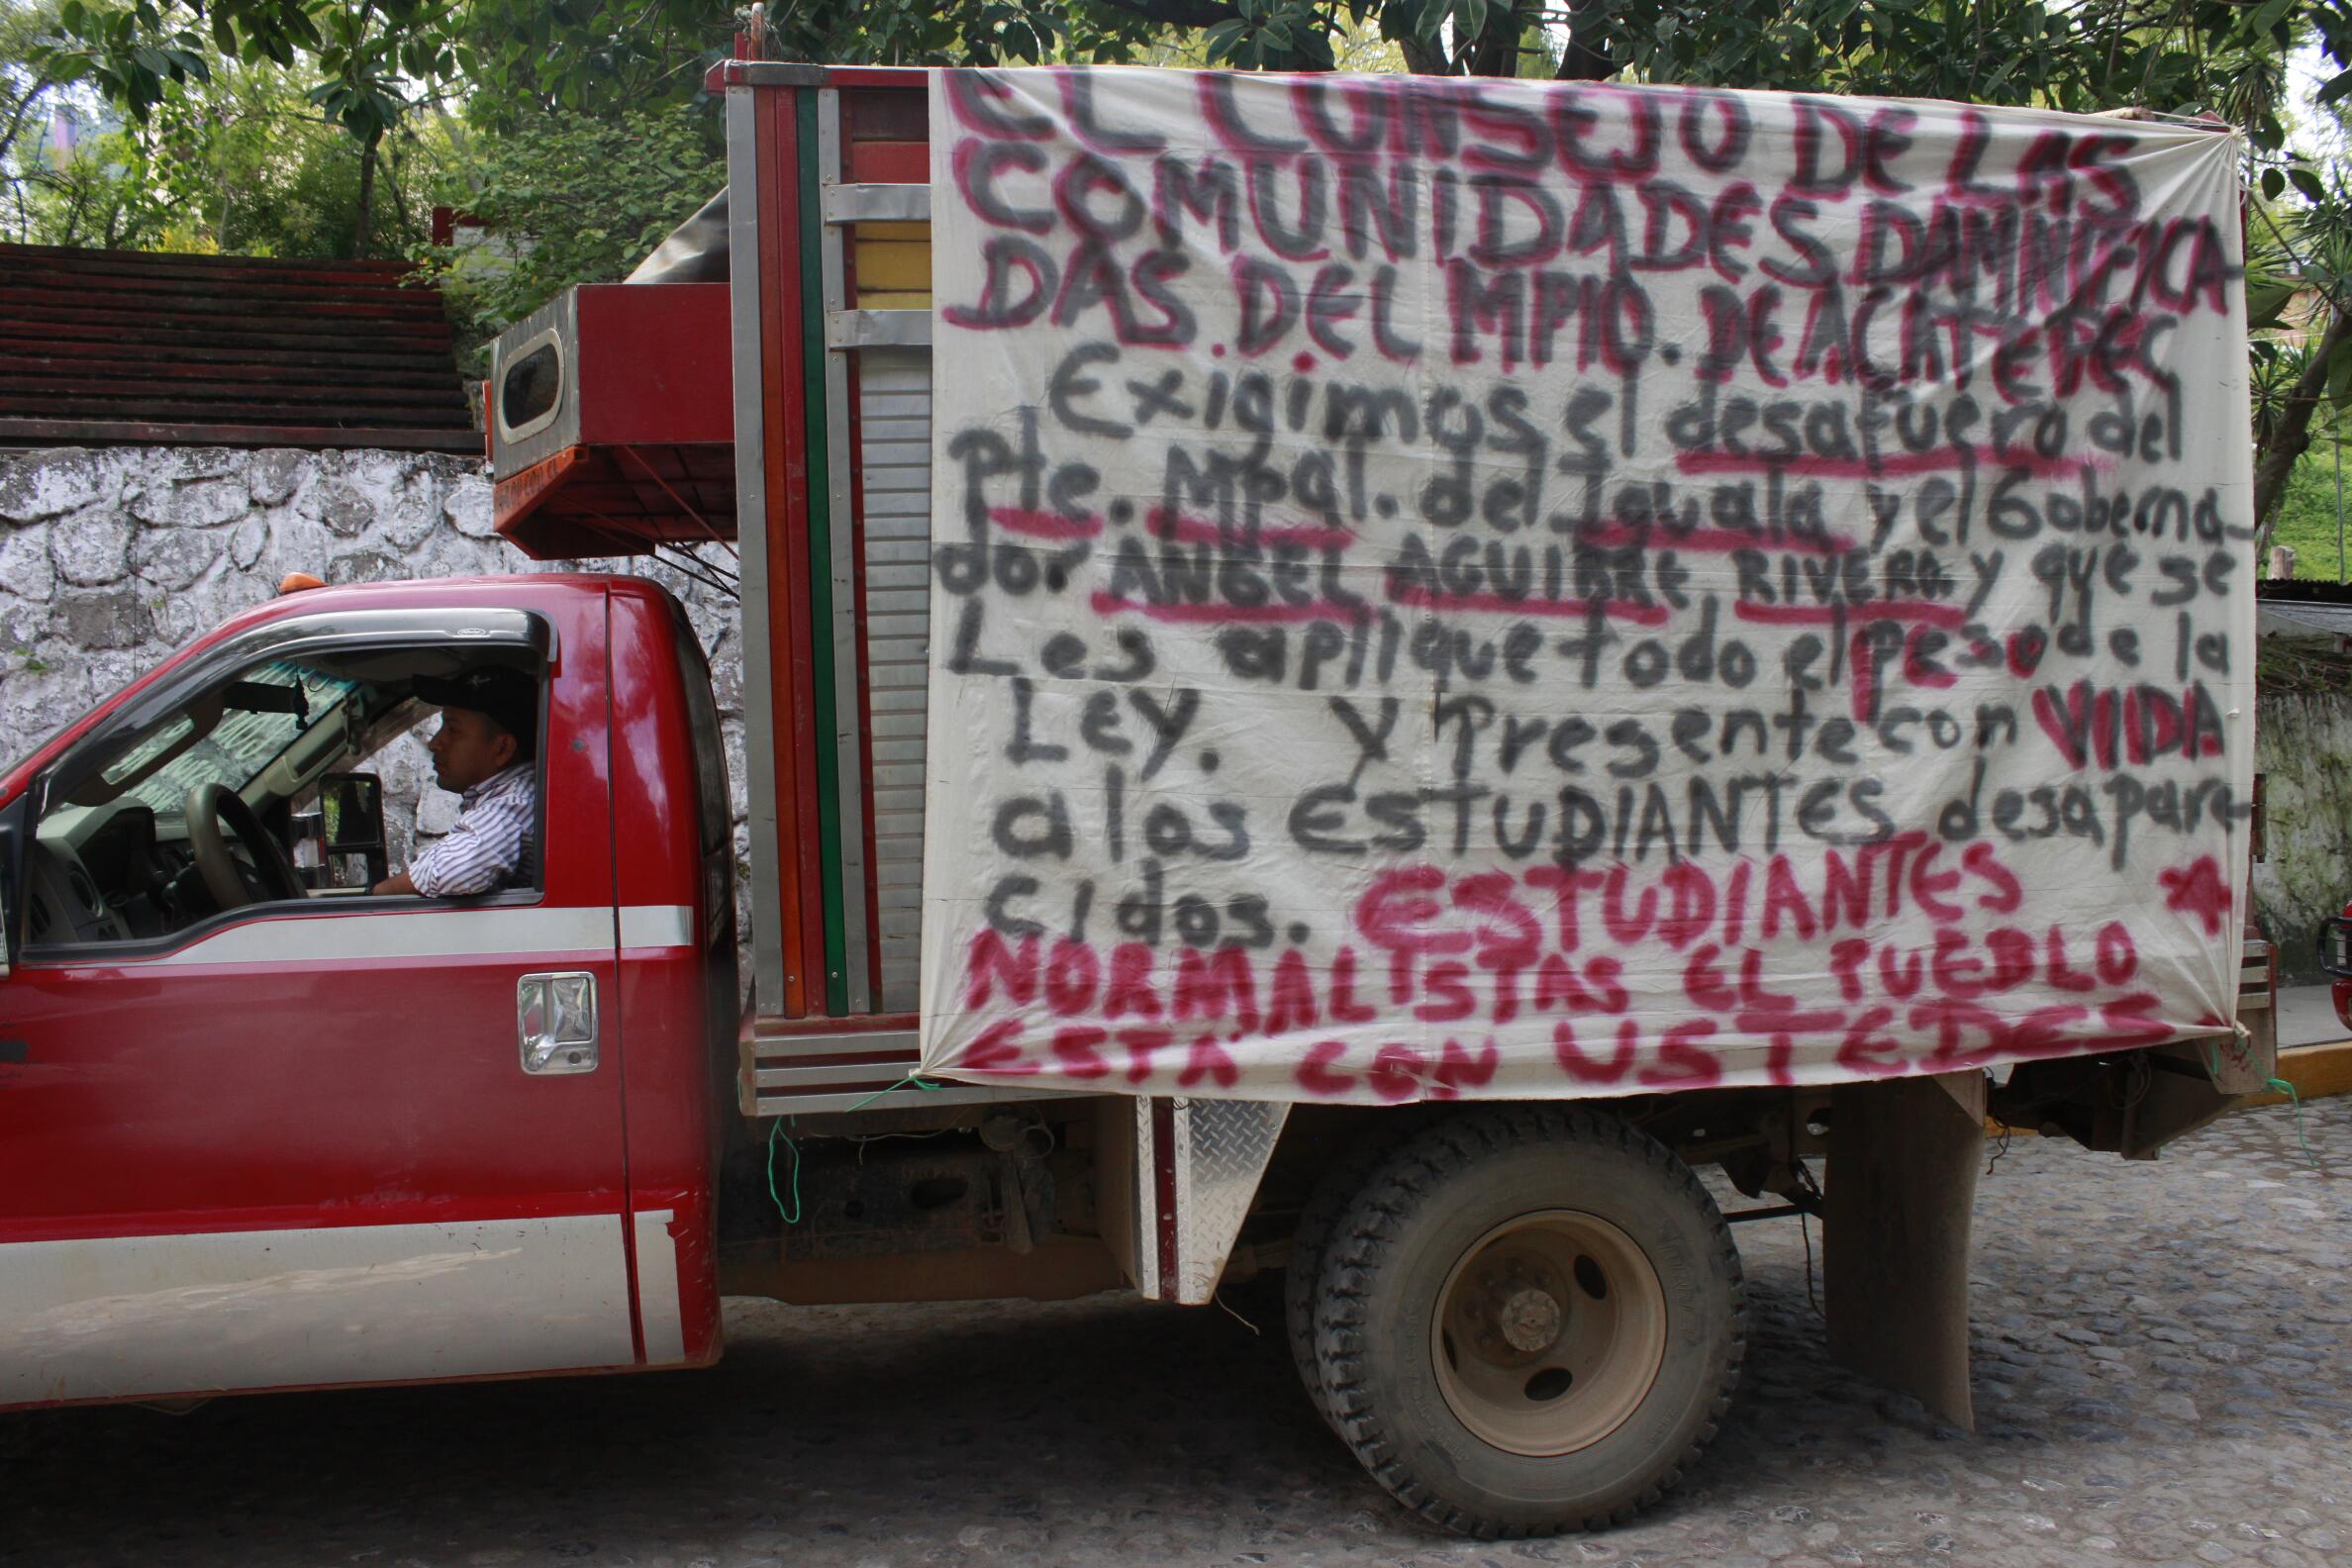 EL CONSEJO DE LAS
COMUNIDADES DAMNIFICA-
DAS. DEL MPIO. DE ACATEPEC
Exigimos el desafuero del
Pte. Mpal. del Iguala y el Goberna-
dor ANGEL AGUIRRE RIVERA y que se
Les aplique todo el peso de la
Ley. Y Presente con VIDA
a los ESTUDIANTES desapare-
cidos. ESTUDIANTES
NORMALISTAS EL PUEBLO
ESTÁ CON USTEDES